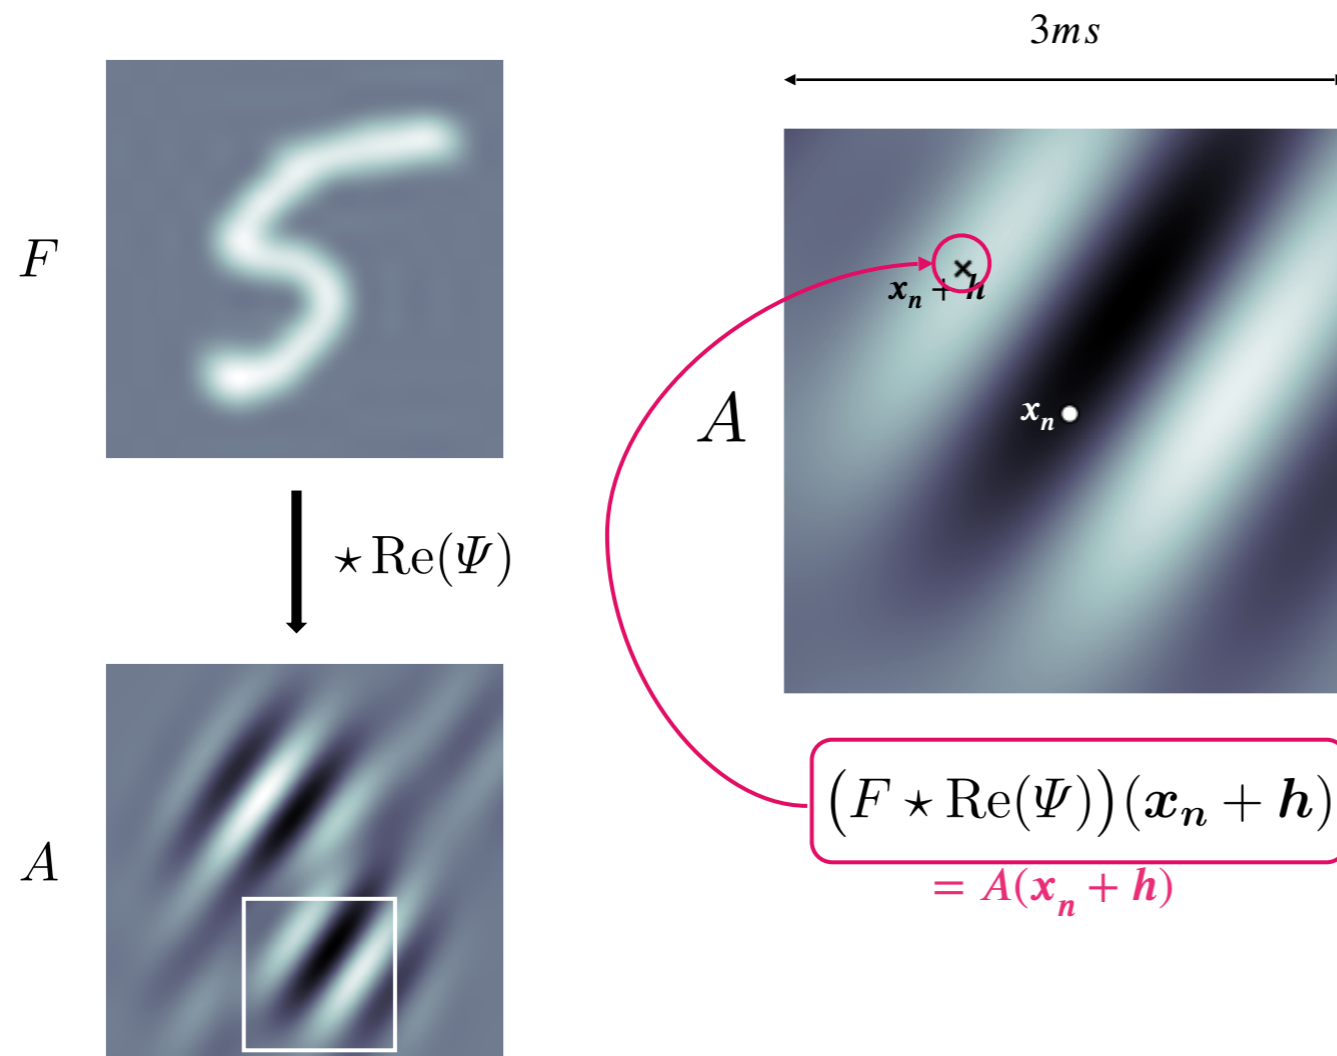 3ms
F
x_n + h
x_n
A
⋆ Re(Ψ)
(F ⋆ Re(Ψ))(x_n + h)
= A(x_n + h)
A